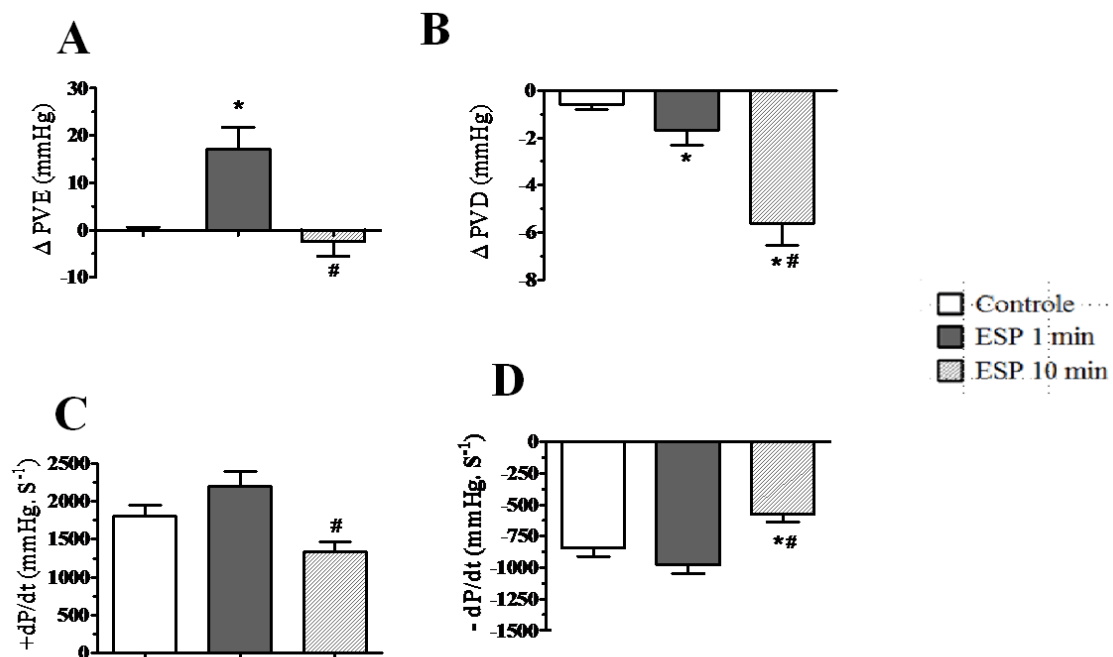 A
Δ PVE (mmHg)
30
20
10
0
-10
*
#
B
Δ PVD (mmHg)
0
-2
-4
-6
-8
*
*#
Controle
ESP 1 min
ESP 10 min
C
+dP/dt (mmHg. S⁻¹)
2500
2000
1500
1000
500
0
#
D
- dP/dt (mmHg. S⁻¹)
0
-250
-500
-750
-1000
-1250
-1500
*#